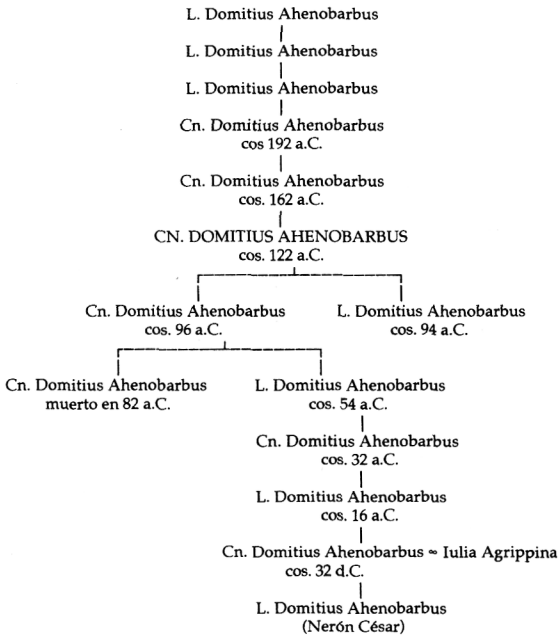 L. Domitius Ahenobarbus
L. Domitius Ahenobarbus
L. Domitius Ahenobarbus
Cn. Domitius Ahenobarbus
cos 192 a.C.
Cn. Domitius Ahenobarbus
cos. 162 a.C.
CN. DOMITIUS AHENOBARBUS
cos. 122 a.C.
Cn. Domitius Ahenobarbus
cos. 96 a.C.
L. Domitius Ahenobarbus
cos. 94 a.C.
Cn. Domitius Ahenobarbus
muerto en 82 a.C.
L. Domitius Ahenobarbus
cos. 54 a.C.
Cn. Domitius Ahenobarbus
cos. 32 a.C.
L. Domitius Ahenobarbus
cos. 16 a.C.
Cn. Domitius Ahenobarbus ∞ Iulia Agrippina
cos. 32 d.C.
L. Domitius Ahenobarbus
(Nerón César)